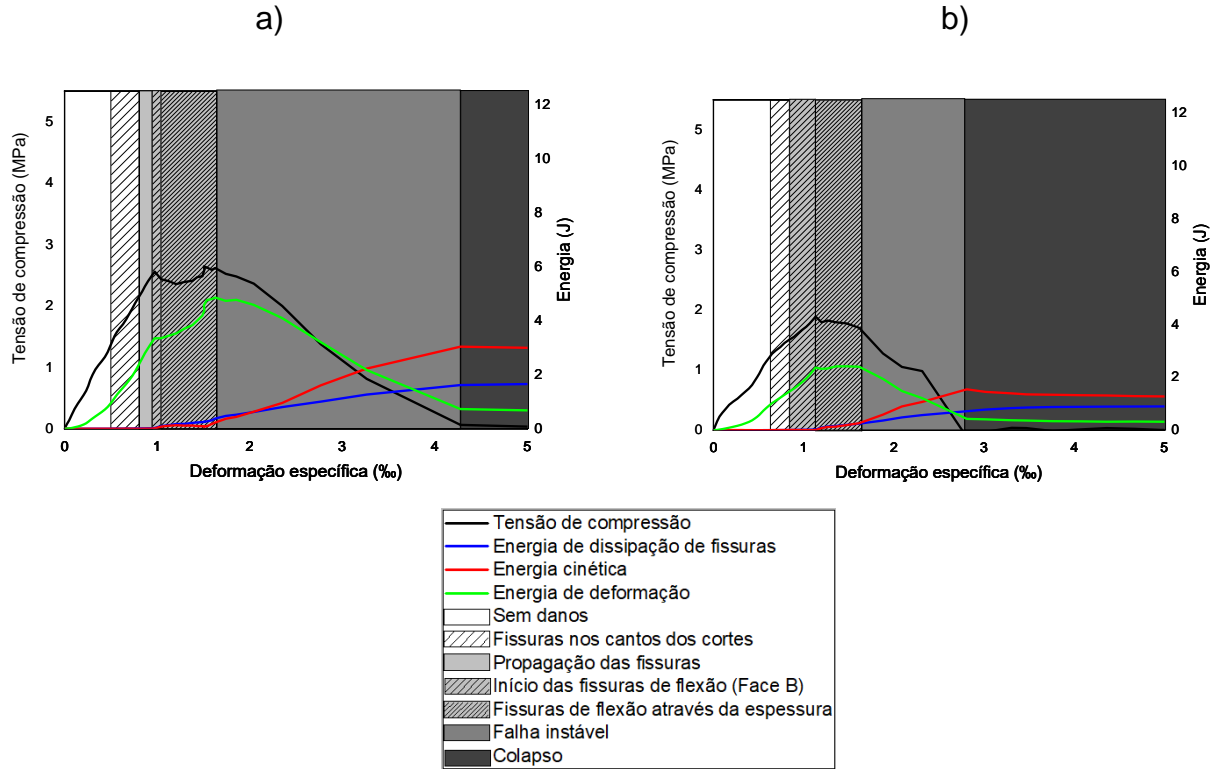 a)
b)
Tensão de compressão (MPa)
5
4
3
2
1
0
0 1 2 3 4 5
Deformação específica (‰)
12
10
8
6
4
2
0
Energia (J)
Tensão de compressão (MPa)
5
4
3
2
1
0
0 1 2 3 4 5
Deformação específica (‰)
12
10
8
6
4
2
0
Energia (J)
Tensão de compressão
Energia de dissipação de fissuras
Energia cinética
Energia de deformação
Sem danos
Fissuras nos cantos dos cortes
Propagação das fissuras
Início das fissuras de flexão (Face B)
Fissuras de flexão através da espessura
Falha instável
Colapso